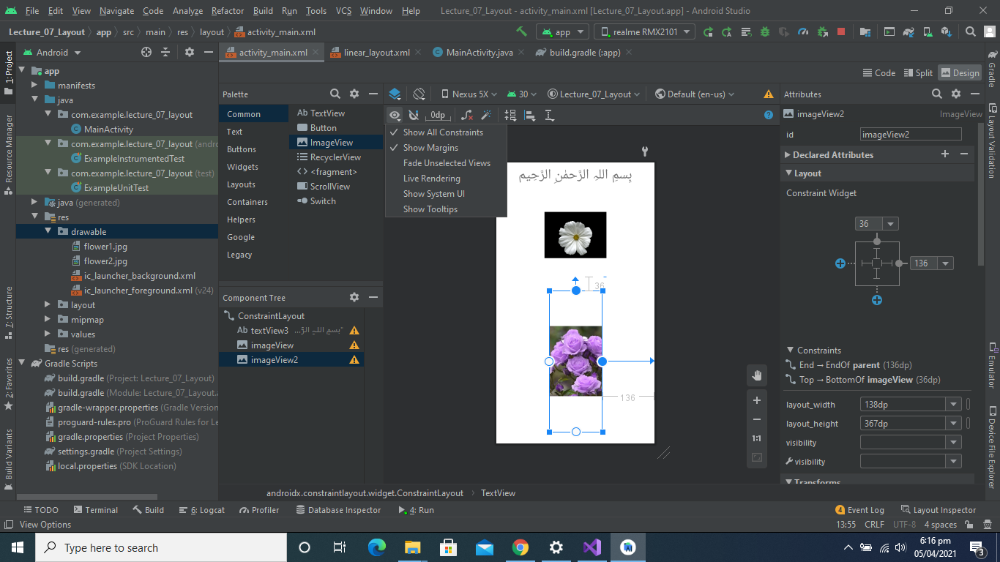 File Edit View Navigate Code Analyze Refactor Build Run Tools VCS Window Help Lecture_07_Layout - activity_main.xml [Lecture_07_Layout.app] - Android Studio
Lecture_07_Layout app src main res layout activity_main.xml app realme RMX2101
Android activity_main.xml linear_layout.xml MainActivity.java build.gradle (:app)
Code Split Design
1: Project
Resource Manager
7: Structure
2: Favorites
Build Variants
app
manifests
java
com.example.lecture_07_layout
MainActivity
com.example.lecture_07_layout (andro
ExampleInstrumentedTest
com.example.lecture_07_layout (test)
ExampleUnitTest
java (generated)
res
drawable
flower1.jpg
flower2.jpg
ic_launcher_background.xml
ic_launcher_foreground.xml (v24)
layout
mipmap
values
res (generated)
Gradle Scripts
build.gradle (Project: Lecture_07_Layout)
build.gradle (Module: Lecture_07_Layout.a
gradle-wrapper.properties (Gradle Version
proguard-rules.pro (ProGuard Rules for Le
gradle.properties (Project Properties)
settings.gradle (Project Settings)
local.properties (SDK Location)
Palette
Common
Text
Buttons
Widgets
Layouts
Containers
Helpers
Google
Legacy
Ab TextView
Button
ImageView
RecyclerView
<fragment>
ScrollView
Switch
Component Tree
ConstraintLayout
Ab textView3 "بسم اللہ الرَّ...
imageView
imageView2
Nexus 5X 30 Lecture_07_Layout Default (en-us)
0dp
Show All Constraints
Show Margins
Fade Unselected Views
Live Rendering
Show System UI
Show Tooltips
بِسمِ اللہِ الرَّحمٰنِ الرَّحِيم
36
136
1:1
Attributes
imageView2 ImageView
id imageView2
Declared Attributes
Layout
Constraint Widget
36
136
Constraints
End → EndOf parent (136dp)
Top → BottomOf imageView (36dp)
layout_width 138dp
layout_height 367dp
visibility
visibility
Transforms
Gradle
Layout Validation
Emulator
Device File Explorer
androidx.constraintlayout.widget.ConstraintLayout TextView
TODO Terminal Build 6: Logcat Profiler Database Inspector 4: Run 4 Event Log Layout Inspector
View Options 13:55 CRLF UTF-8 4 spaces
Type here to search 6:16 pm
05/04/2021 3